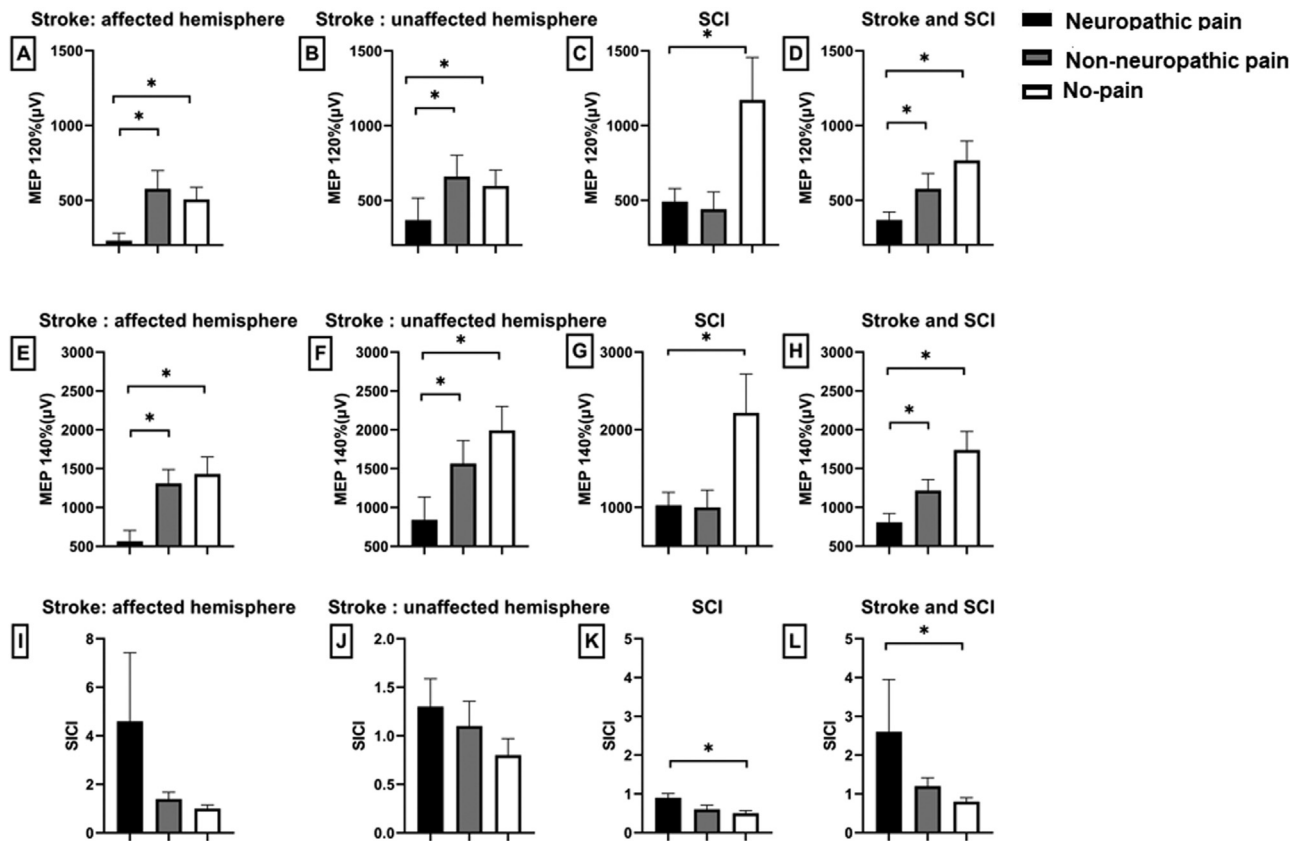 Stroke: affected hemisphere
Stroke : unaffected hemisphere
SCI
Stroke and SCI
Neuropathic pain
Non-neuropathic pain
No-pain
A
MEP 120%(µV)
1500
1000
500
*
*
B
MEP 120%(µV)
1500
1000
500
*
*
C
MEP 120%(µV)
1500
1000
500
*
D
MEP 120%(µV)
1500
1000
500
*
*
Stroke : affected hemisphere
Stroke : unaffected hemisphere
SCI
Stroke and SCI
E
MEP 140%(µV)
3000
2500
2000
1500
1000
500
*
*
F
MEP 140%(µV)
3000
2500
2000
1500
1000
500
*
*
G
MEP 140%(µV)
3000
2500
2000
1500
1000
*
H
MEP 140%(µV)
3000
2500
2000
1500
1000
500
*
*
Stroke: affected hemisphere
Stroke : unaffected hemisphere
SCI
Stroke and SCI
I
SICI
8
6
4
2
0
J
SICI
2.0
1.5
1.0
0.5
0.0
K
SICI
5
4
3
2
1
0
*
L
SICI
5
4
3
2
1
0
*